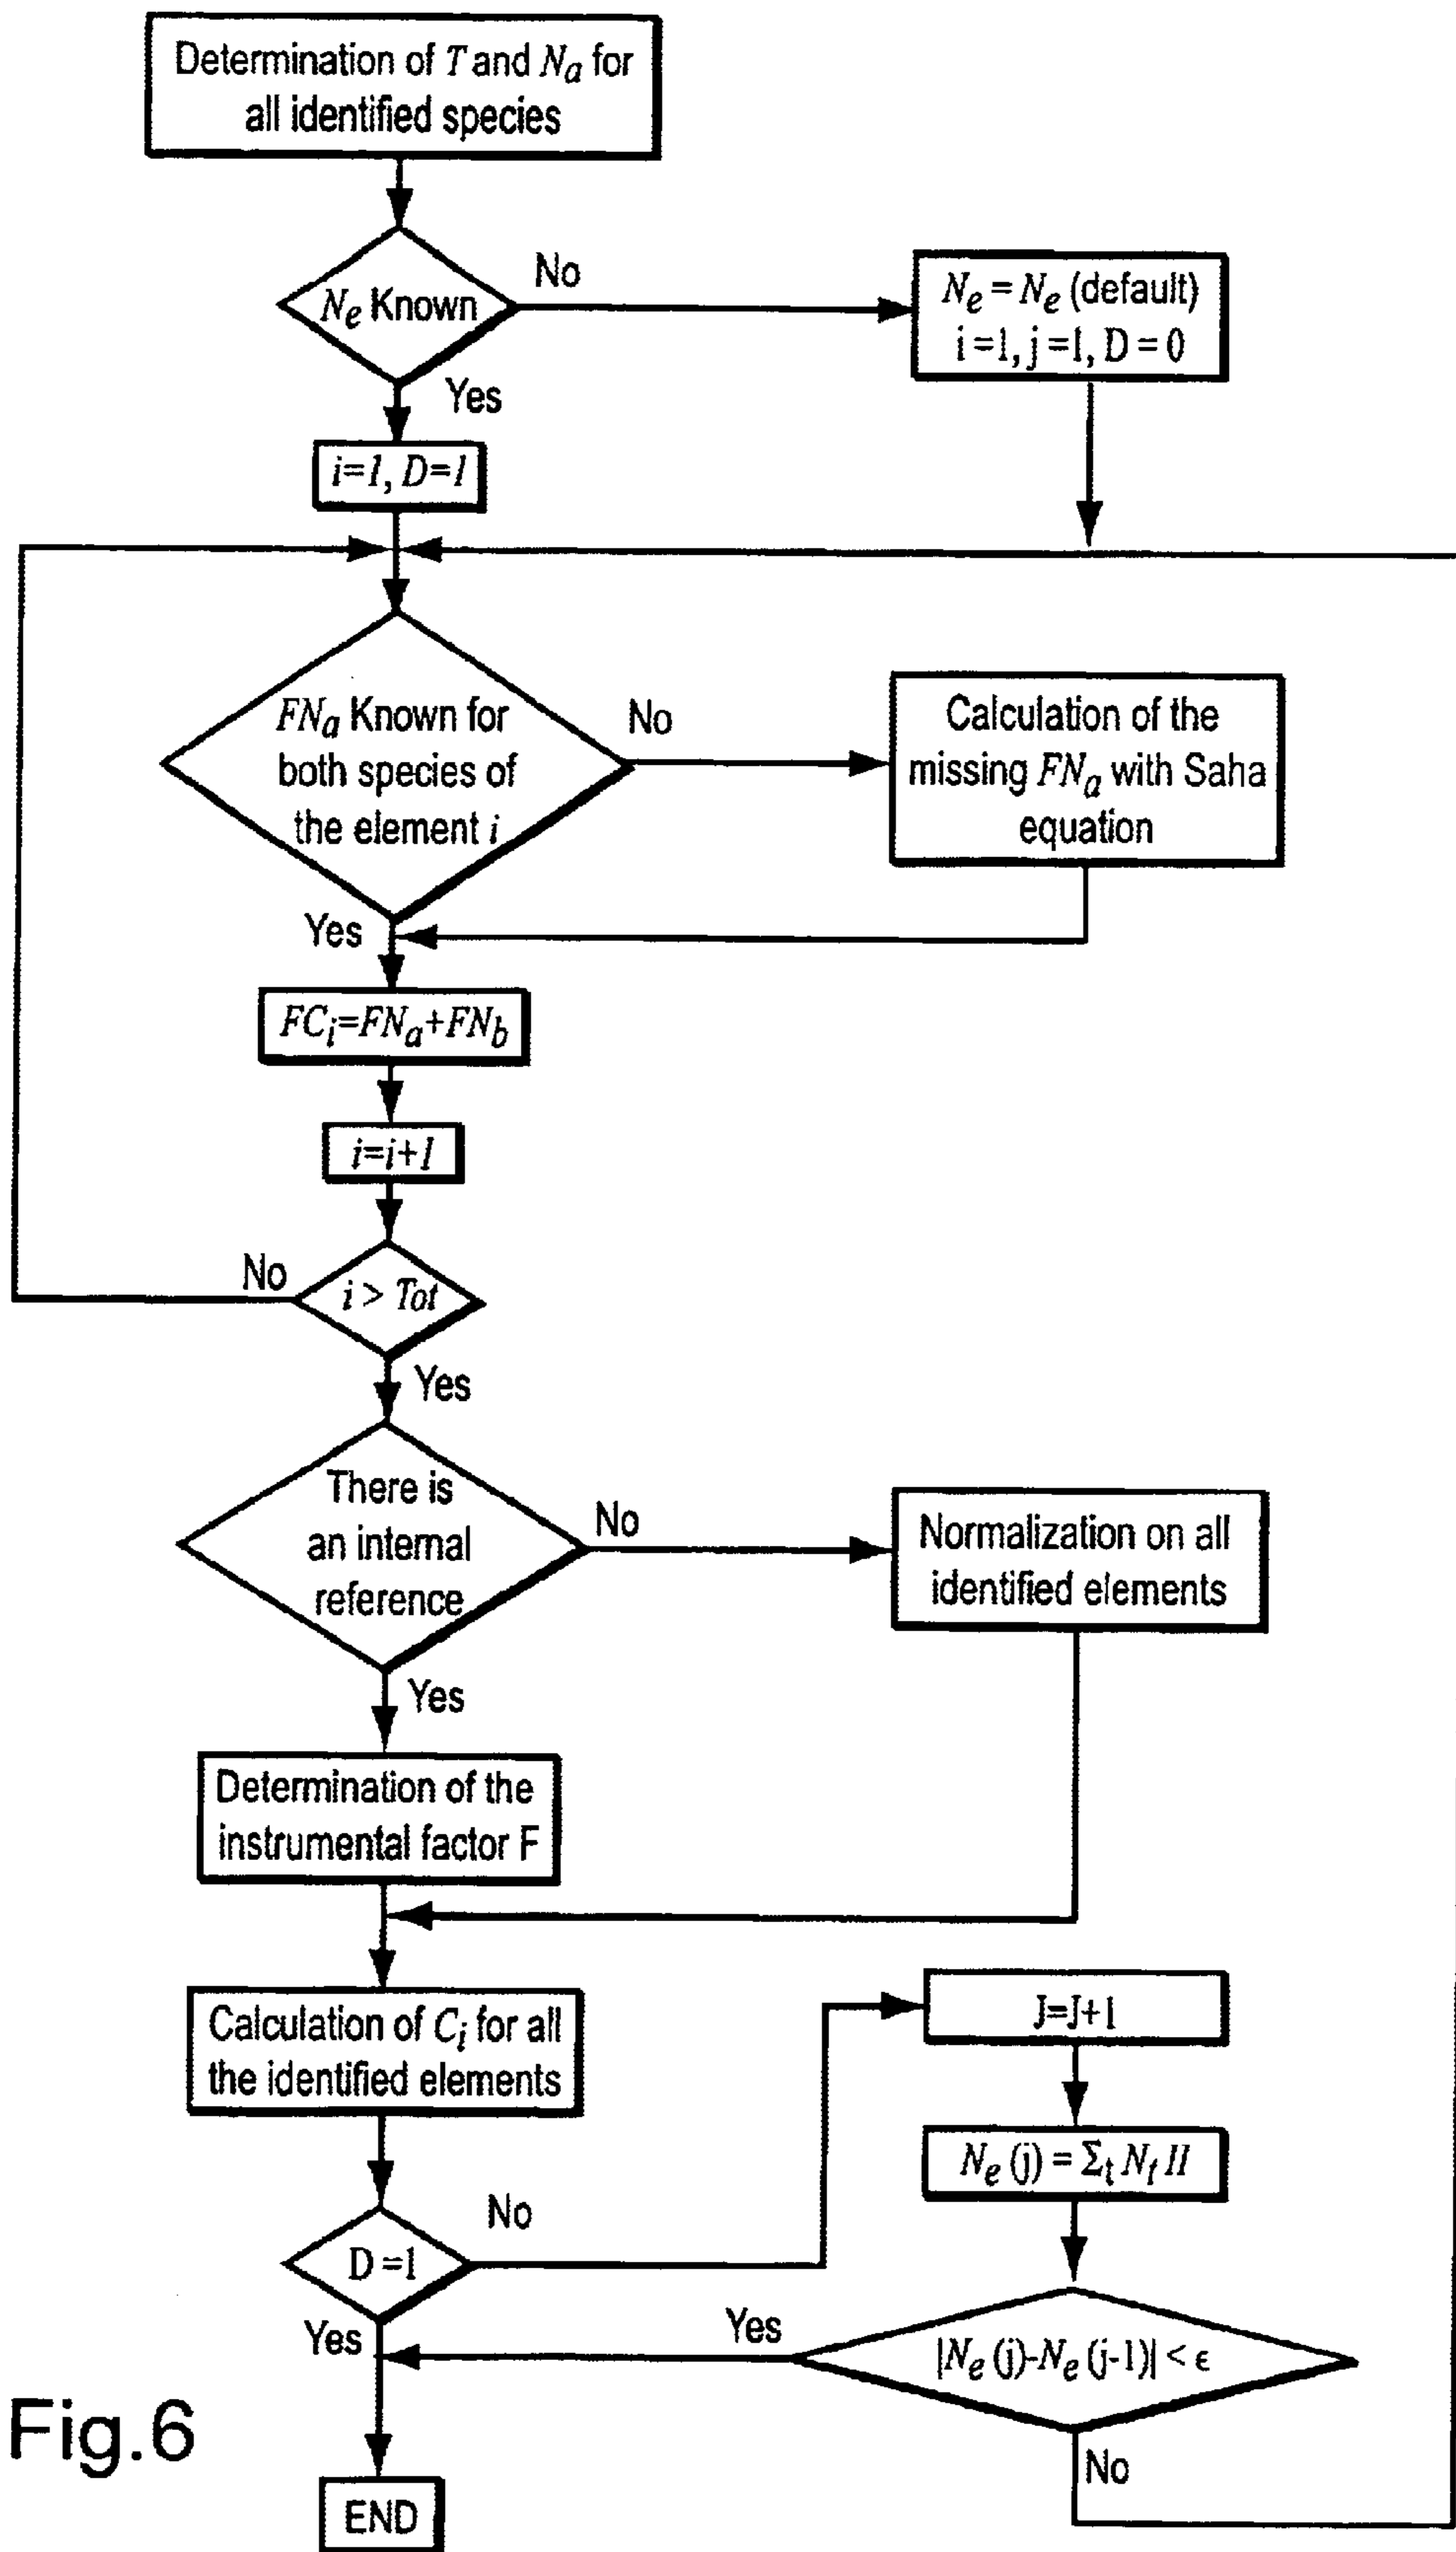 Determination of T and Na for
all identified species
Ne Known
No
Ne = Ne (default)
i =1, j =1, D = 0
Yes
i=1, D=1
FNa Known for
both species of
the element i
No
Calculation of the
missing FNa with Saha
equation
Yes
FCi=FNa+FNb
i=i+1
No
i > Tot
Yes
There is
an internal
reference
No
Normalization on all
identified elements
Yes
Determination of the
instrumental factor F
Calculation of Ci for all
the identified elements
J=J+1
Ne (j) = Σt Nt II
No
D =1
Yes
Yes
|Ne (j)-Ne (j-1)| < ϵ
No
Fig.6
END